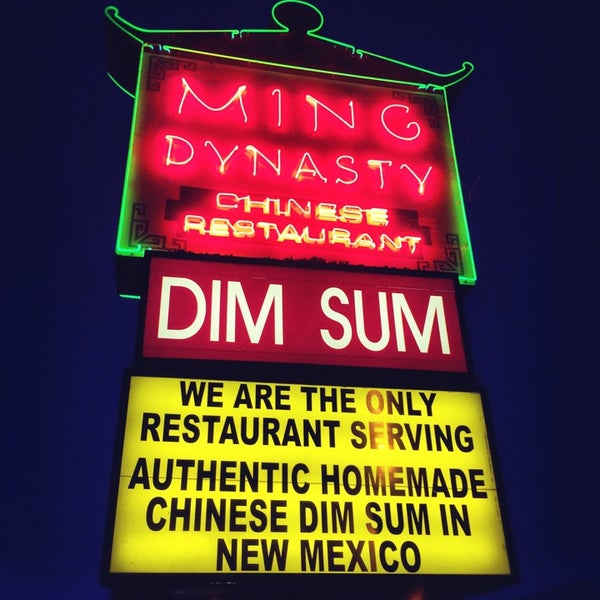 MING
DYNASTY
CHINESE
RESTAURANT
DIM SUM
WE ARE THE ONLY
RESTAURANT SERVING
AUTHENTIC HOMEMADE
CHINESE DIM SUM IN
NEW MEXICO